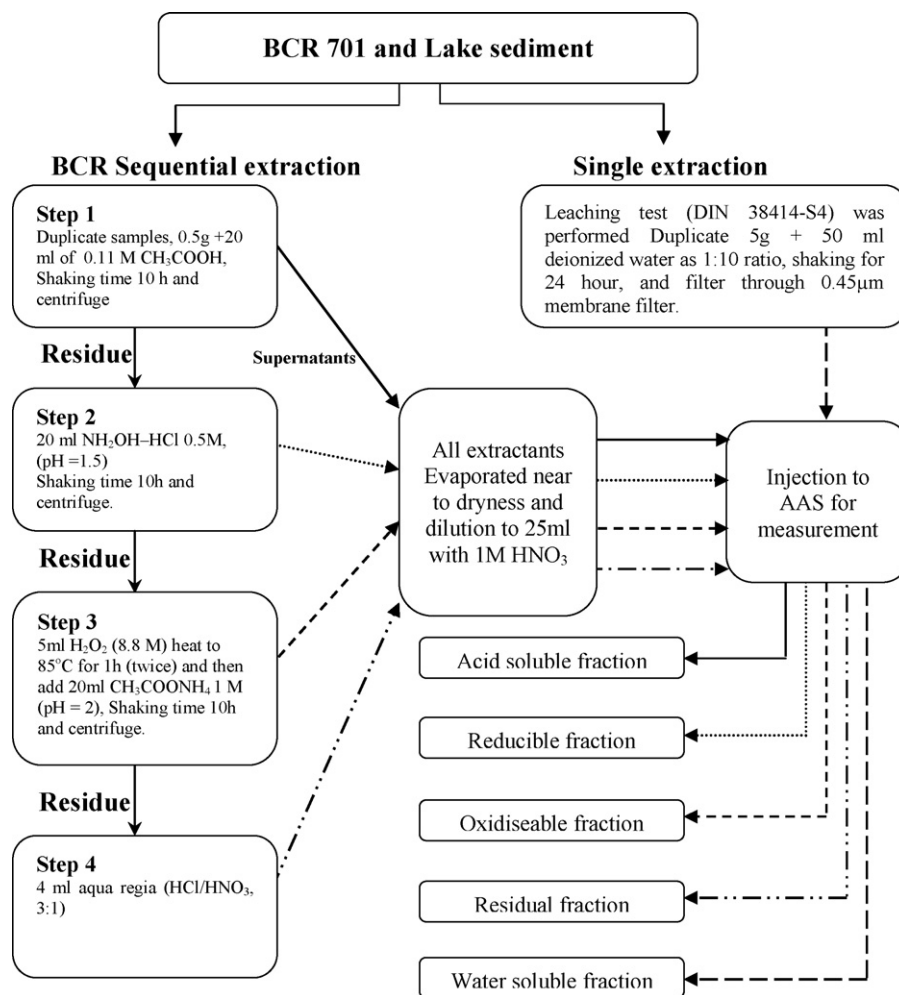 BCR 701 and Lake sediment
BCR Sequential extraction
Single extraction
Step 1
Duplicate samples, 0.5g +20
ml of 0.11 M CH₃COOH,
Shaking time 10 h and
centrifuge
Leaching test (DIN 38414-S4) was
performed Duplicate 5g + 50 ml
deionized water as 1:10 ratio, shaking for
24 hour, and filter through 0.45µm
membrane filter.
Residue
Supernatants
Step 2
20 ml NH₂OH–HCl 0.5M,
(pH =1.5)
Shaking time 10h and
centrifuge.
All extractants
Evaporated near
to dryness and
dilution to 25ml
with 1M HNO₃
Injection to
AAS for
measurement
Residue
Step 3
5ml H₂O₂ (8.8 M) heat to
85°C for 1h (twice) and then
add 20ml CH₃COONH₄ 1 M
(pH = 2), Shaking time 10h
and centrifuge.
Residue
Step 4
4 ml aqua regia (HCl/HNO₃,
3:1)
Acid soluble fraction
Reducible fraction
Oxidiseable fraction
Residual fraction
Water soluble fraction